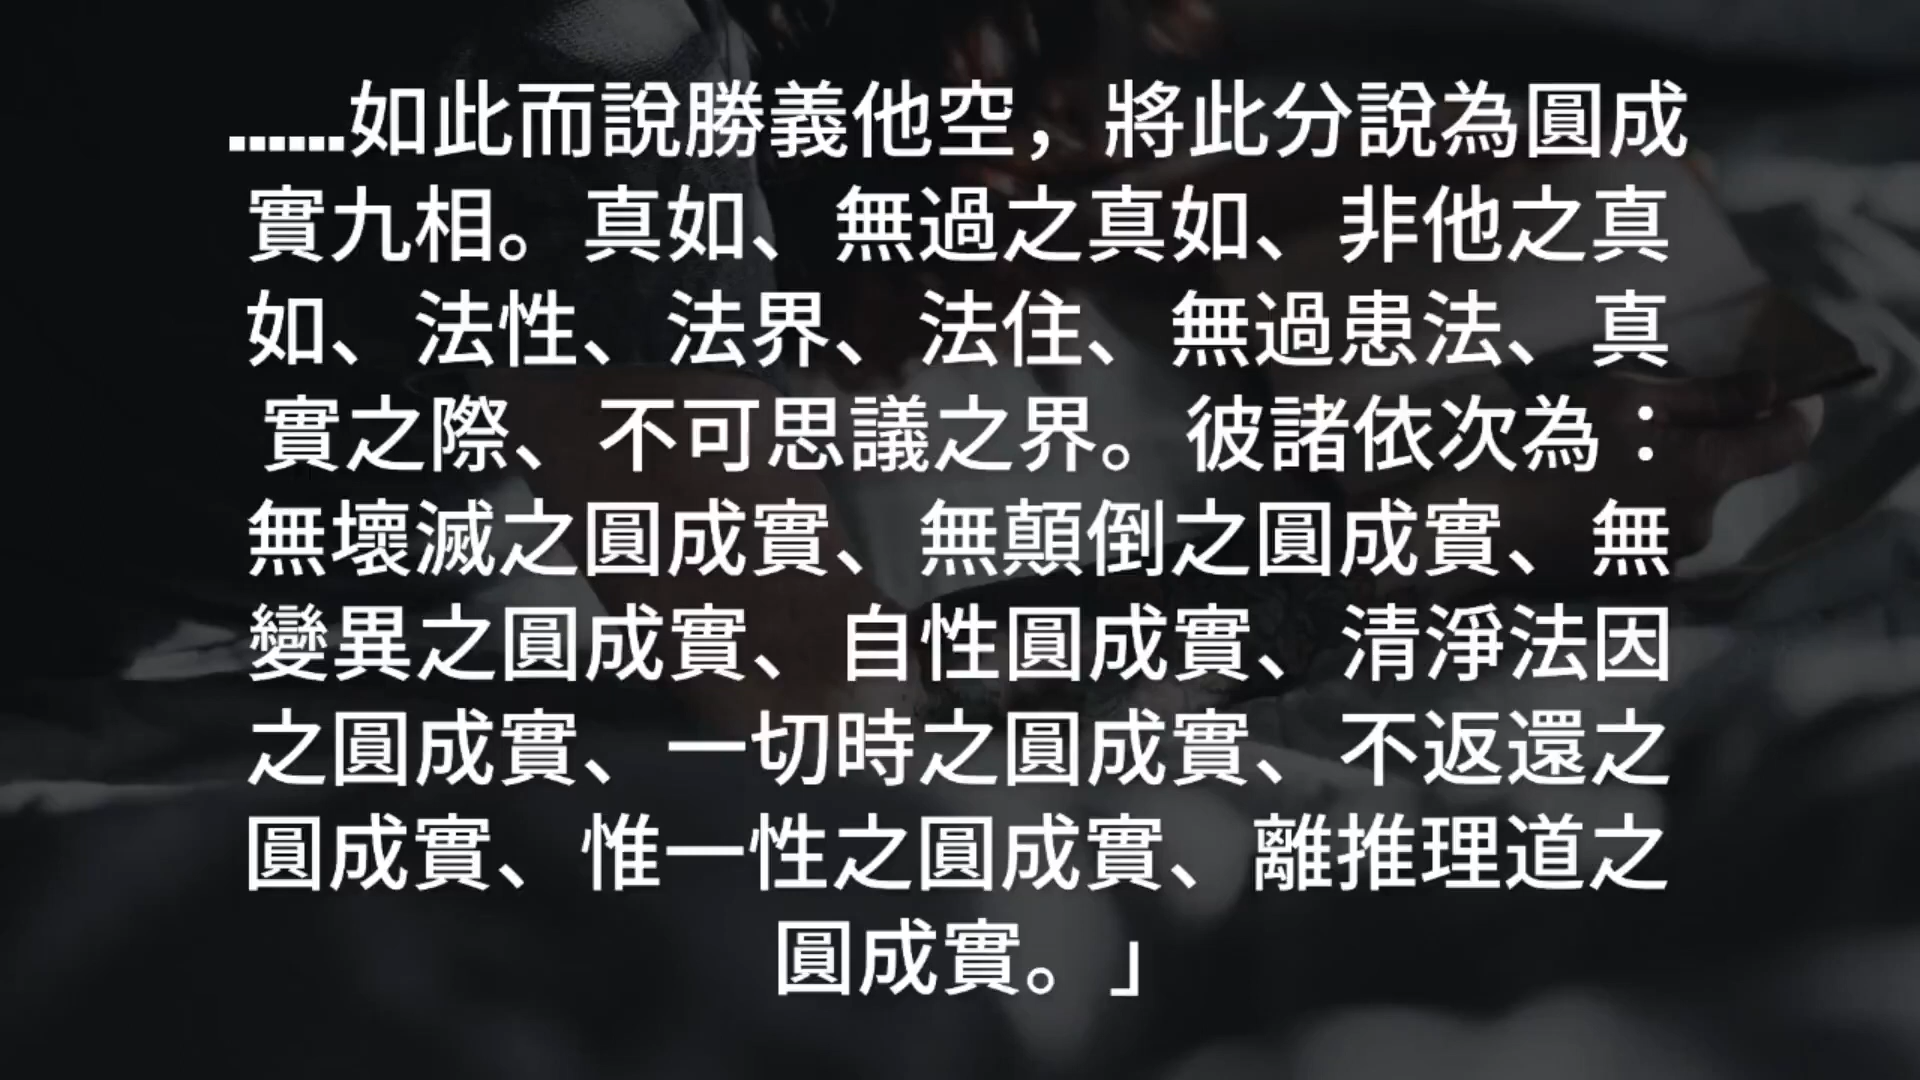 ……如此而說勝義他空，將此分說為圓成
實九相。真如、無過之真如、非他之真
如、法性、法界、法住、無過患法、真
實之際、不可思議之界。彼諸依次為：
無壞滅之圓成實、無顛倒之圓成實、無
變異之圓成實、自性圓成實、清淨法因
之圓成實、一切時之圓成實、不返還之
圓成實、惟一性之圓成實、離推理道之
圓成實。」